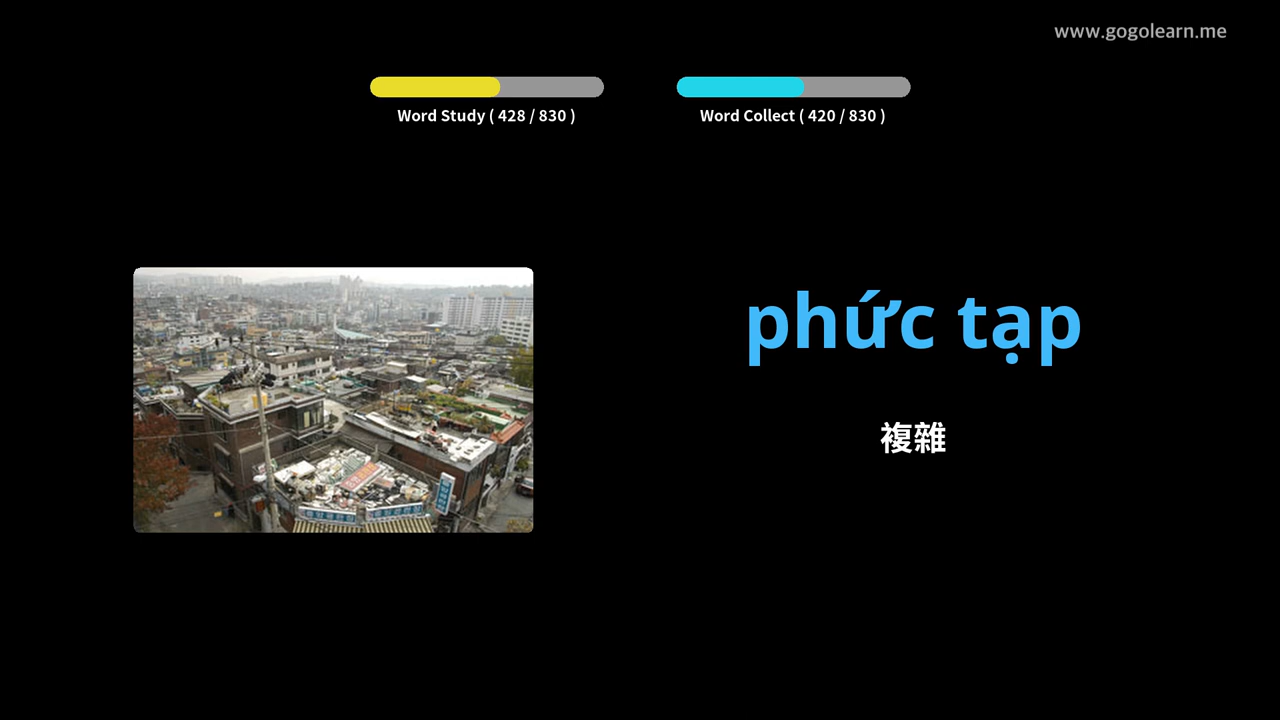 www.gogolearn.me
Word Study ( 428 / 830 )
Word Collect ( 420 / 830 )
phức tạp
複雜